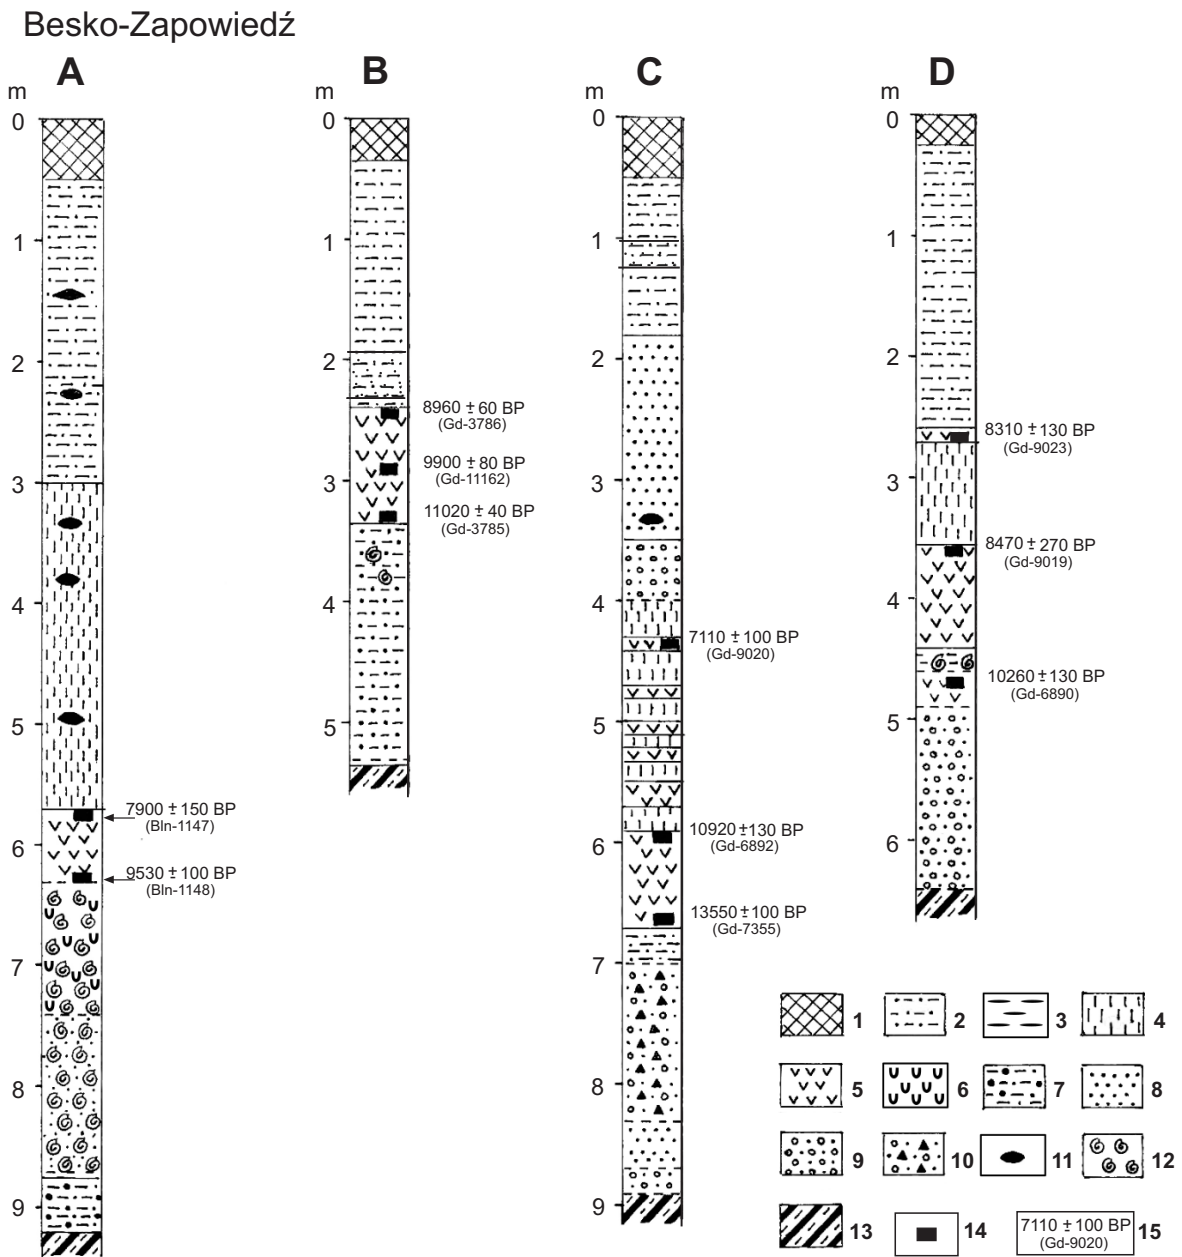 Besko-Zapowiedź
A
m
0
1
2
3
4
5
6
7
8
9
7900 ± 150 BP
(Bln-1147)
9530 ± 100 BP
(Bln-1148)
B
m
0
1
2
3
4
5
8960 ± 60 BP
(Gd-3786)
9900 ± 80 BP
(Gd-11162)
11020 ± 40 BP
(Gd-3785)
C
m
0
1
2
3
4
5
6
7
8
9
7110 ± 100 BP
(Gd-9020)
10920 ± 130 BP
(Gd-6892)
13550 ± 100 BP
(Gd-7355)
D
m
0
1
2
3
4
5
6
8310 ± 130 BP
(Gd-9023)
8470 ± 270 BP
(Gd-9019)
10260 ± 130 BP
(Gd-6890)
1 2 3 4
5 6 7 8
9 10 11 12
13 14 7110 ± 100 BP 15
(Gd-9020)